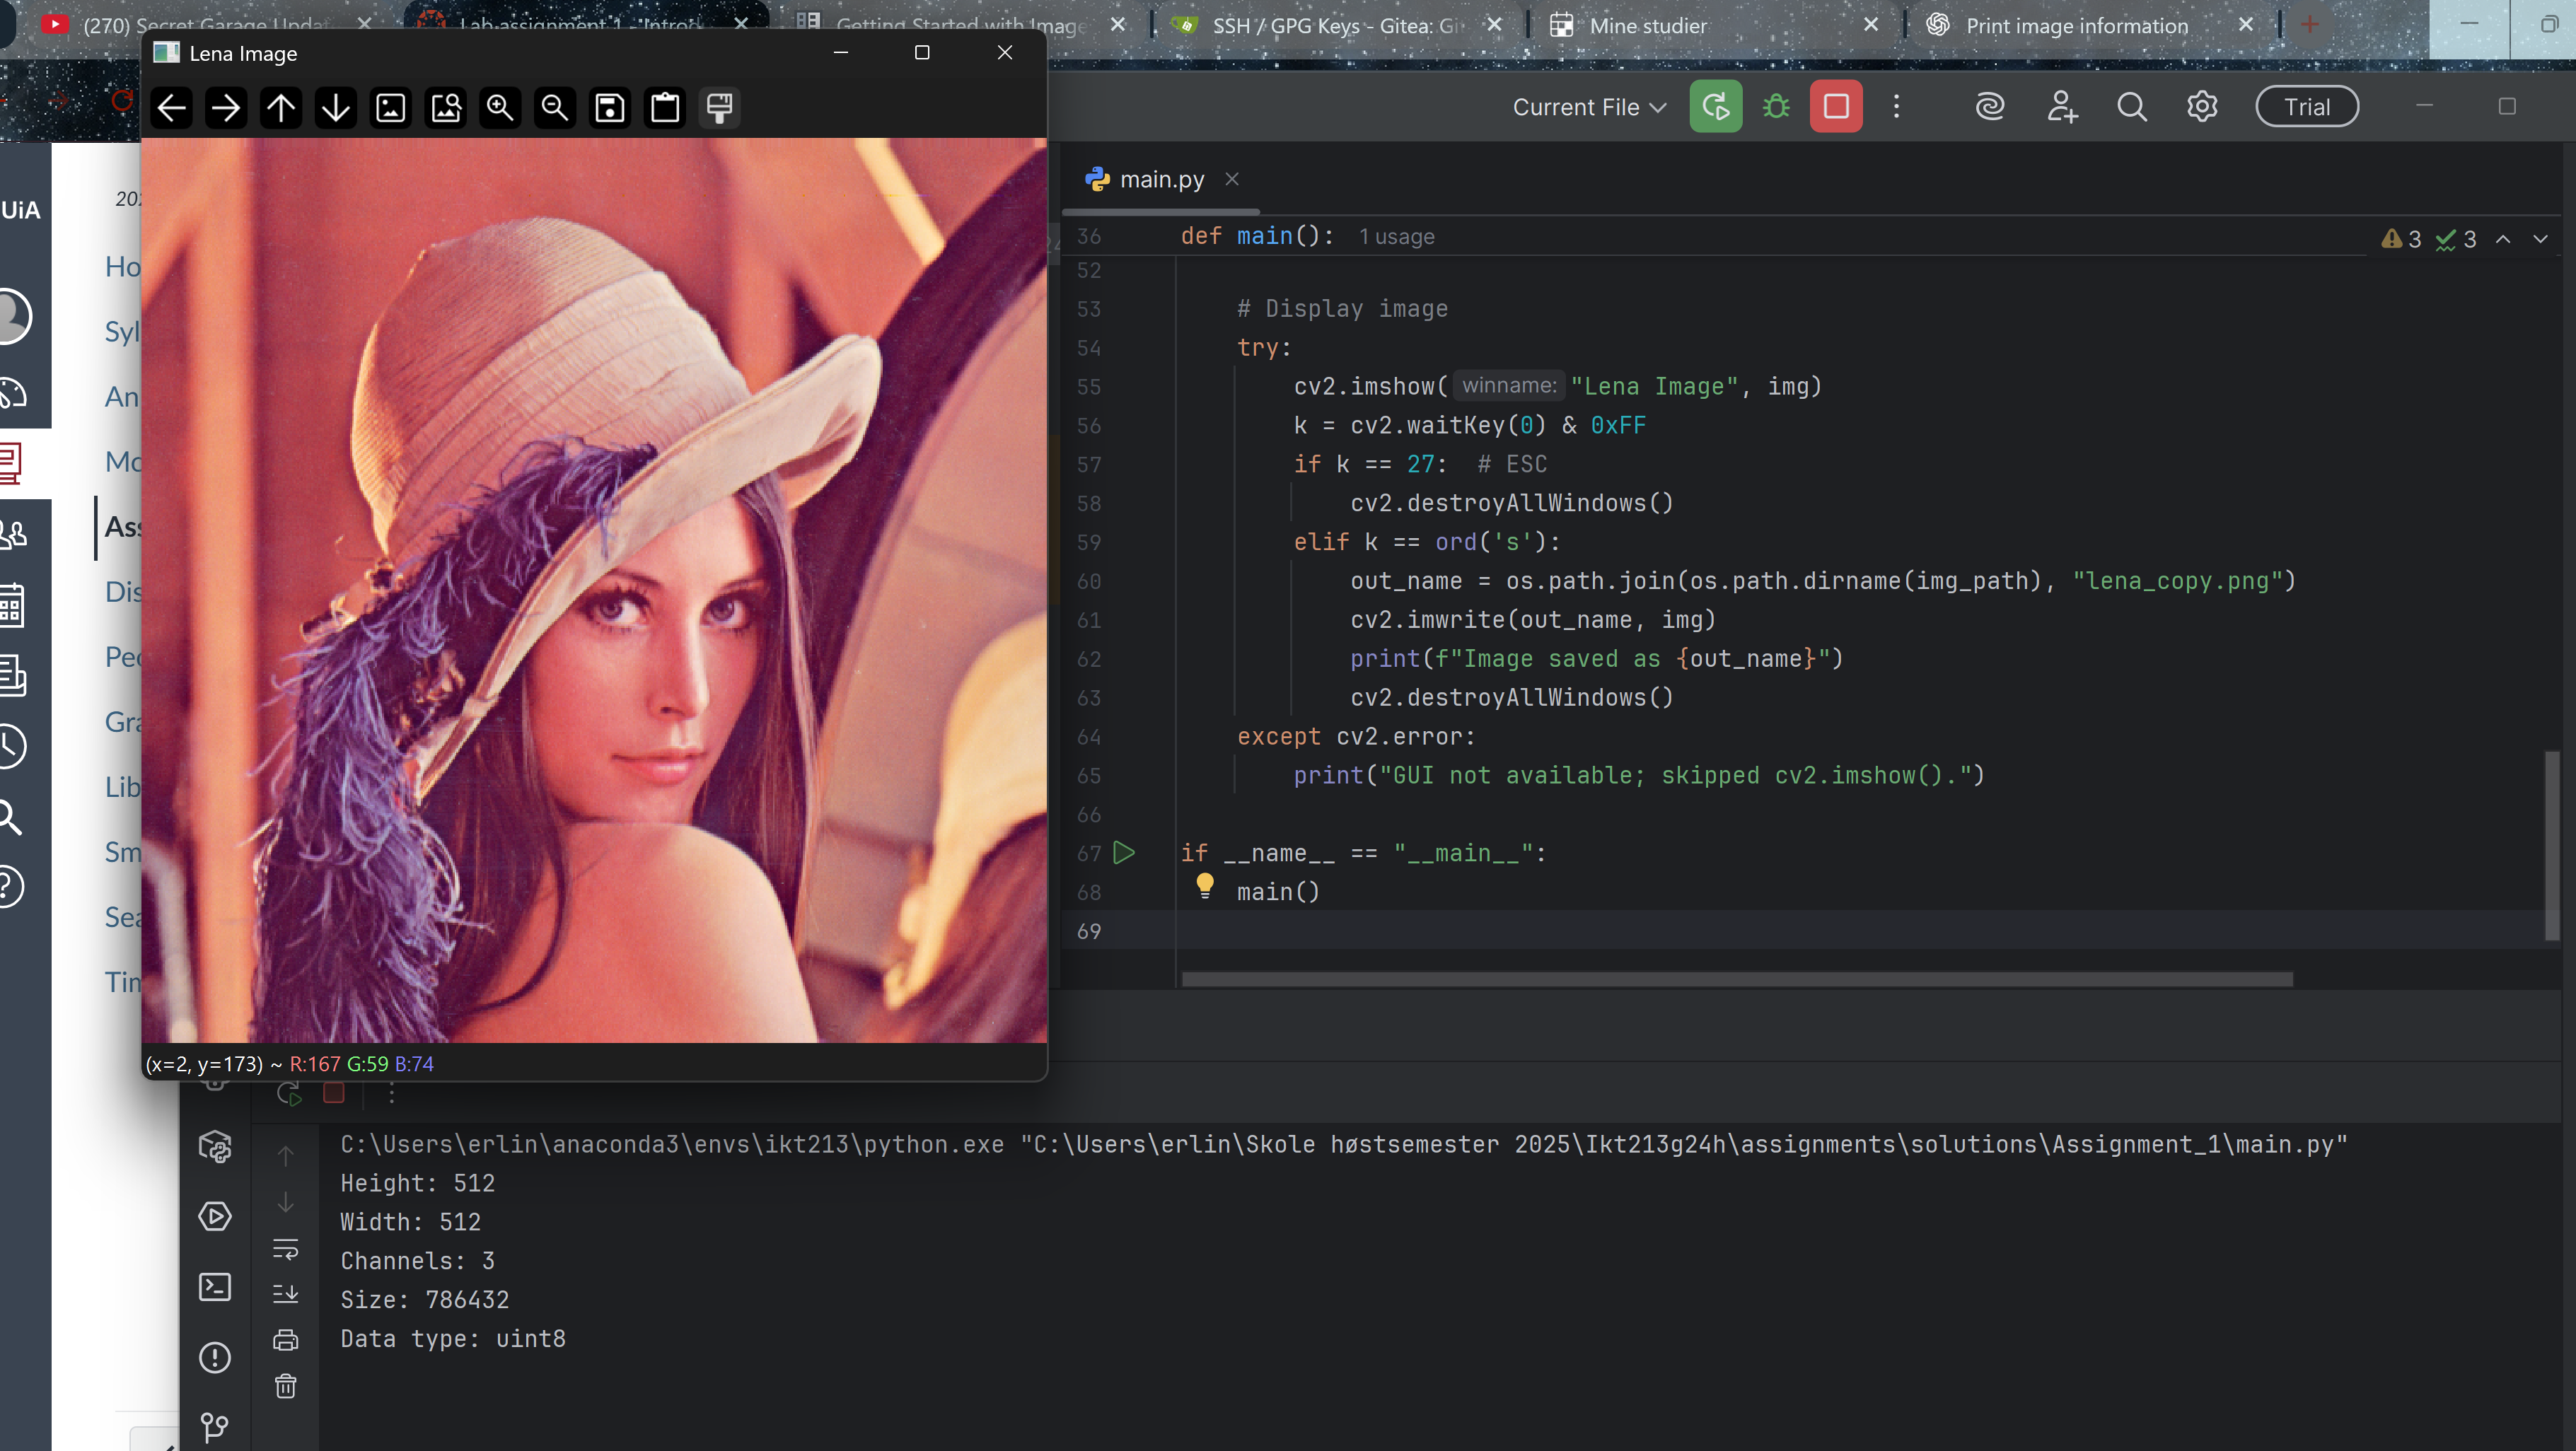 (270) Secret Garage Updat
Lab assignment 1 - Introd
Getting Started with Image
SSH / GPG Keys - Gitea: Gi
Mine studier
Print image information
Lena Image
Current File
Trial
UiA
202
Ho
Syl
An
Mo
Ass
Dis
Peo
Gra
Lib
Sm
Sea
Tim
main.py
36 def main(): 1 usage
3 3
52
53 # Display image
54 try:
55 cv2.imshow( winname: "Lena Image", img)
56 k = cv2.waitKey(0) & 0xFF
57 if k == 27: # ESC
58 cv2.destroyAllWindows()
59 elif k == ord('s'):
60 out_name = os.path.join(os.path.dirname(img_path), "lena_copy.png")
61 cv2.imwrite(out_name, img)
62 print(f"Image saved as {out_name}")
63 cv2.destroyAllWindows()
64 except cv2.error:
65 print("GUI not available; skipped cv2.imshow().")
66
67 if __name__ == "__main__":
68 main()
69
(x=2, y=173) ~ R:167 G:59 B:74
C:\Users\erlin\anaconda3\envs\ikt213\python.exe "C:\Users\erlin\Skole høstsemester 2025\Ikt213g24h\assignments\solutions\Assignment_1\main.py"
Height: 512
Width: 512
Channels: 3
Size: 786432
Data type: uint8